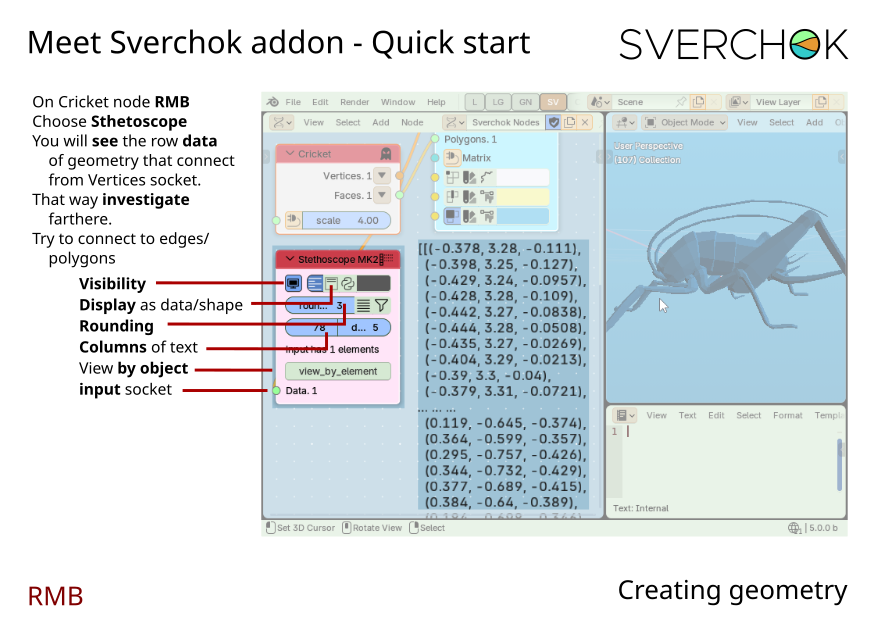 Meet Sverchok addon - Quick start
SVERCHOK
On Cricket node RMB
Choose Sthetoscope
You will see the row data
of geometry that connect
from Vertices socket.
That way investigate
farthere.
Try to connect to edges/
polygons
Visibility
Display as data/shape
Rounding
Columns of text
View by object
input socket
File Edit Render Window Help L LG GN SV Scene View Layer
View Select Add Node Sverchok Nodes Object Mode View Select Add
Cricket
Vertices. 1
Faces. 1
scale 4.00
Polygons. 1
Matrix
Stethoscope MK2
roun... 3
78 d... 5
Input has 1 elements
view_by_element
Data. 1
[[(-0.378, 3.28, -0.111),
(-0.398, 3.25, -0.127),
(-0.429, 3.24, -0.0957),
(-0.428, 3.28, -0.109),
(-0.442, 3.27, -0.0838),
(-0.444, 3.28, -0.0508),
(-0.435, 3.27, -0.0269),
(-0.404, 3.29, -0.0213),
(-0.39, 3.3, -0.04),
(-0.379, 3.31, -0.0721),
... ... ...
(0.119, -0.645, -0.374),
(0.364, -0.599, -0.357),
(0.295, -0.757, -0.426),
(0.344, -0.732, -0.429),
(0.377, -0.689, -0.415),
(0.384, -0.64, -0.389),
User Perspective
(107) Collection
View Text Edit Select Format
1
Text: Internal
Set 3D Cursor Rotate View Select 5.0.0 b
RMB
Creating geometry